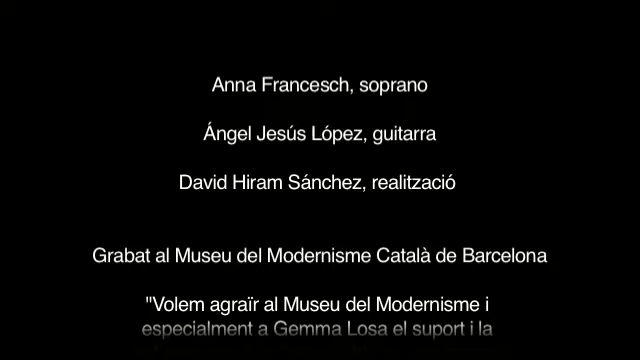 Anna Francesch, soprano
Ángel Jesús López, guitarra
David Hiram Sánchez, realització
Grabat al Museu del Modernisme Català de Barcelona
"Volem agraïr al Museu del Modernisme i
especialment a Gemma Losa el suport i la